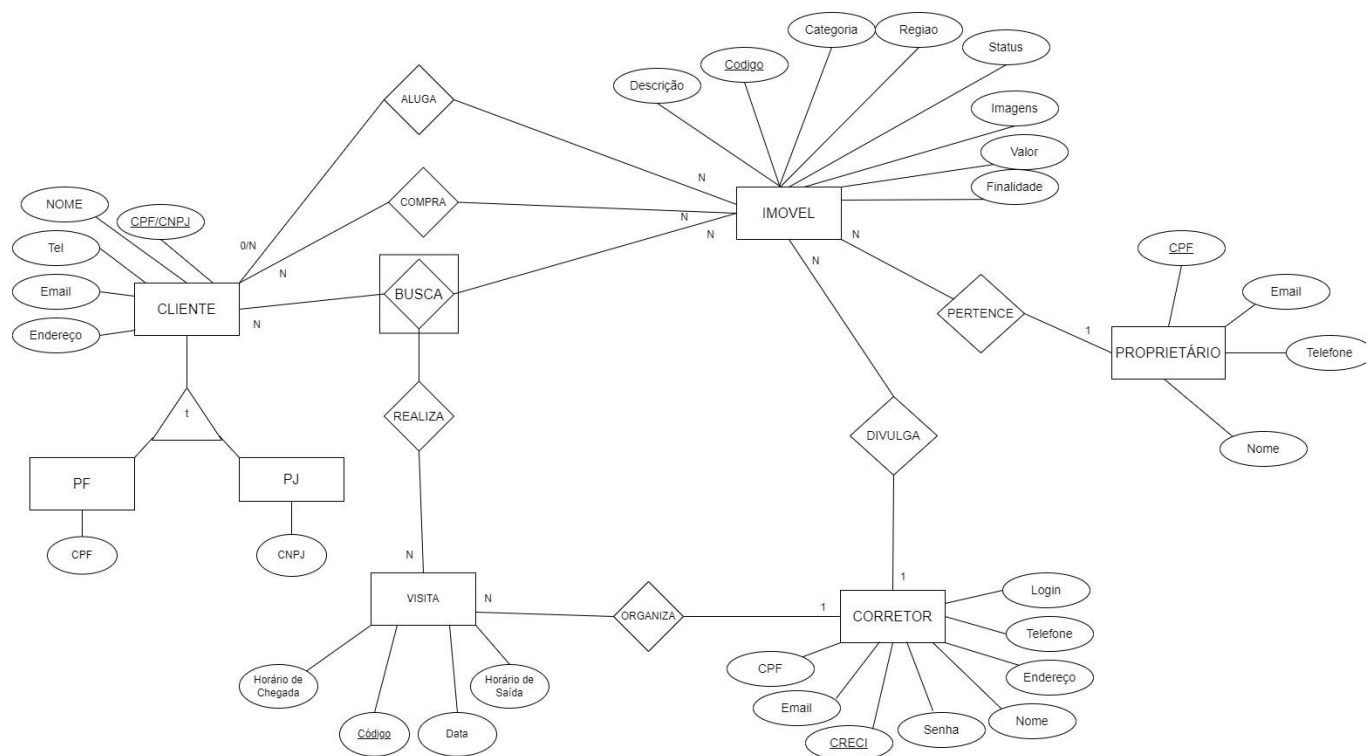 Categoria
Regiao
Status
Codigo
Descrição
ALUGA
Imagens
Valor
Finalidade
N
NOME
CPF/CNPJ
COMPRA
N
IMOVEL
N
N
N
Tel
0/N
N
CPF
Email
BUSCA
Email
CLIENTE
N
PERTENCE
1
Endereço
PROPRIETÁRIO
Telefone
t
REALIZA
DIVULGA
Nome
PF
PJ
CPF
CNPJ
N
1
VISITA
N
ORGANIZA
1
CORRETOR
Login
Telefone
Horário de
Chegada
Horário de
Saída
CPF
Endereço
Email
Código
Data
CRECI
Senha
Nome